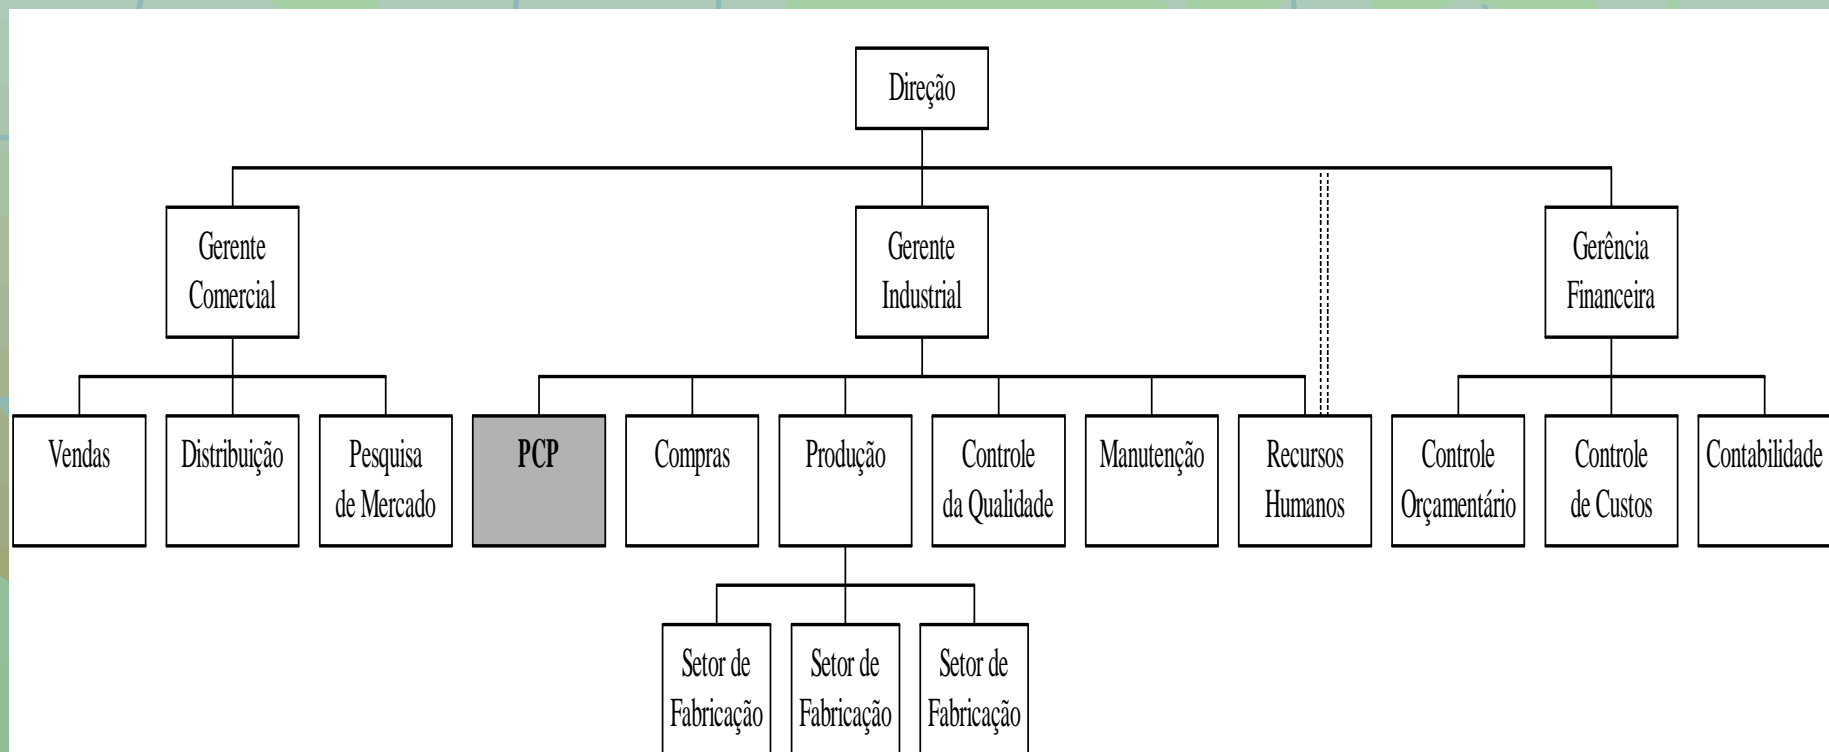 Direção
Gerente
Comercial
Gerente
Industrial
Gerência
Financeira
Vendas
Distribuição
Pesquisa
de Mercado
PCP
Compras
Produção
Controle
da Qualidade
Manutenção
Recursos
Humanos
Controle
Orçamentário
Controle
de Custos
Contabilidade
Setor de
Fabricação
Setor de
Fabricação
Setor de
Fabricação